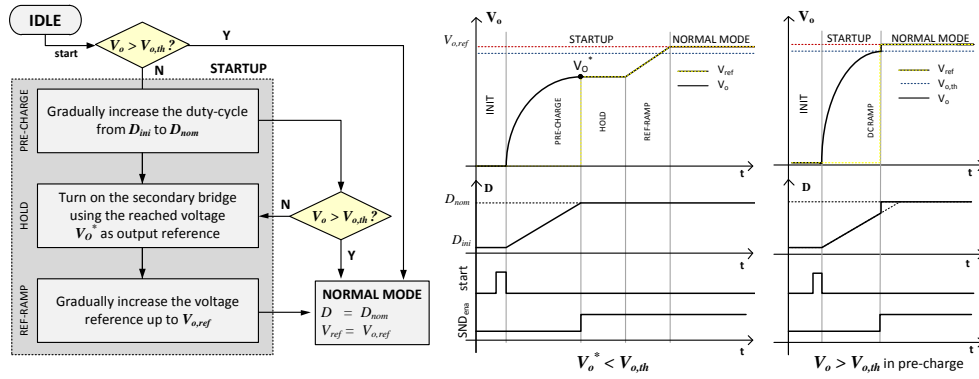 IDLE
start
Vo > Vo,th ?
Y
N
STARTUP
PRE-CHARGE
Gradually increase the duty-cycle
from Dini to Dnom
HOLD
Turn on the secondary bridge
using the reached voltage
VO* as output reference
N
Vo > Vo,th ?
Y
REF-RAMP
Gradually increase the voltage
reference up to Vo,ref
NORMAL MODE
D = Dnom
Vref = Vo,ref
Vo
Vo,ref
STARTUP
NORMAL MODE
VO*
INIT
PRE-CHARGE
HOLD
REF-RAMP
Vref
Vo,th
Vo
t
D
Dnom
Dini
t
start
t
SNDena
t
Vo* < Vo,th
Vo
STARTUP
NORMAL MODE
INIT
DCRAMP
Vref
Vo,th
Vo
t
D
t
t
t
Vo > Vo,th in pre-charge